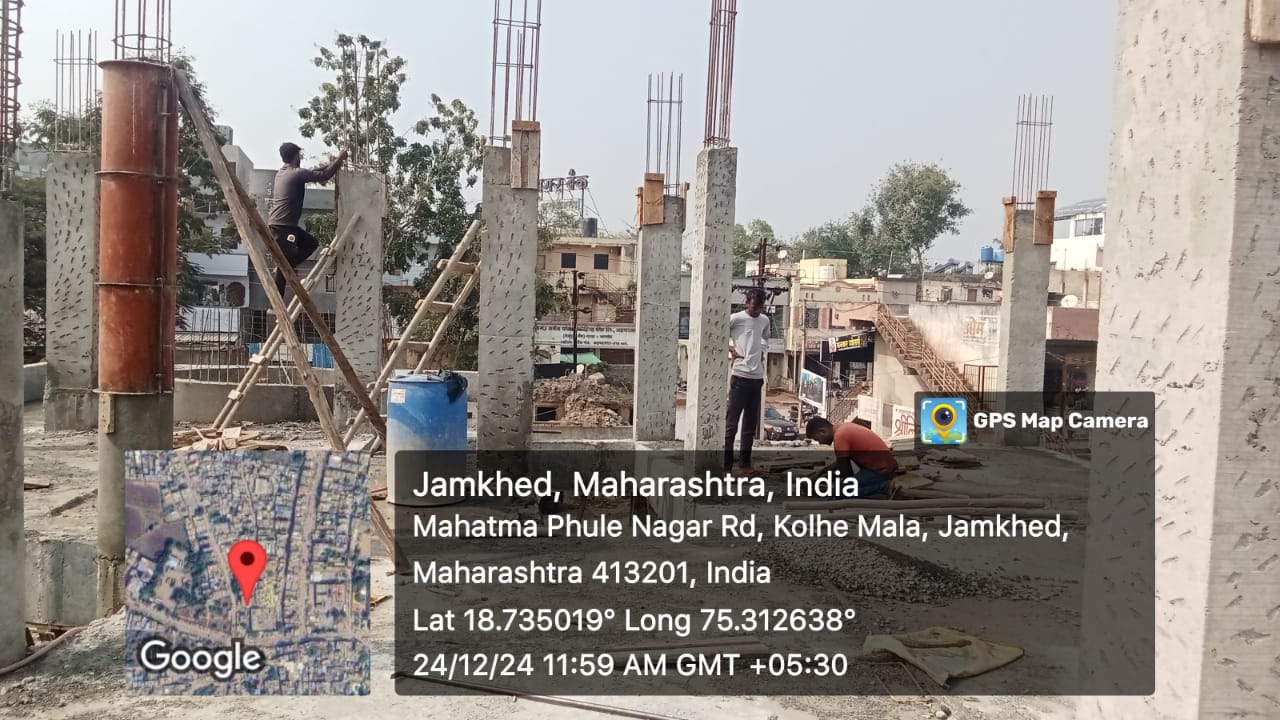 GPS Map Camera
Jamkhed, Maharashtra, India
Mahatma Phule Nagar Rd, Kolhe Mala, Jamkhed,
Maharashtra 413201, India
Lat 18.735019° Long 75.312638°
24/12/24 11:59 AM GMT +05:30
Google